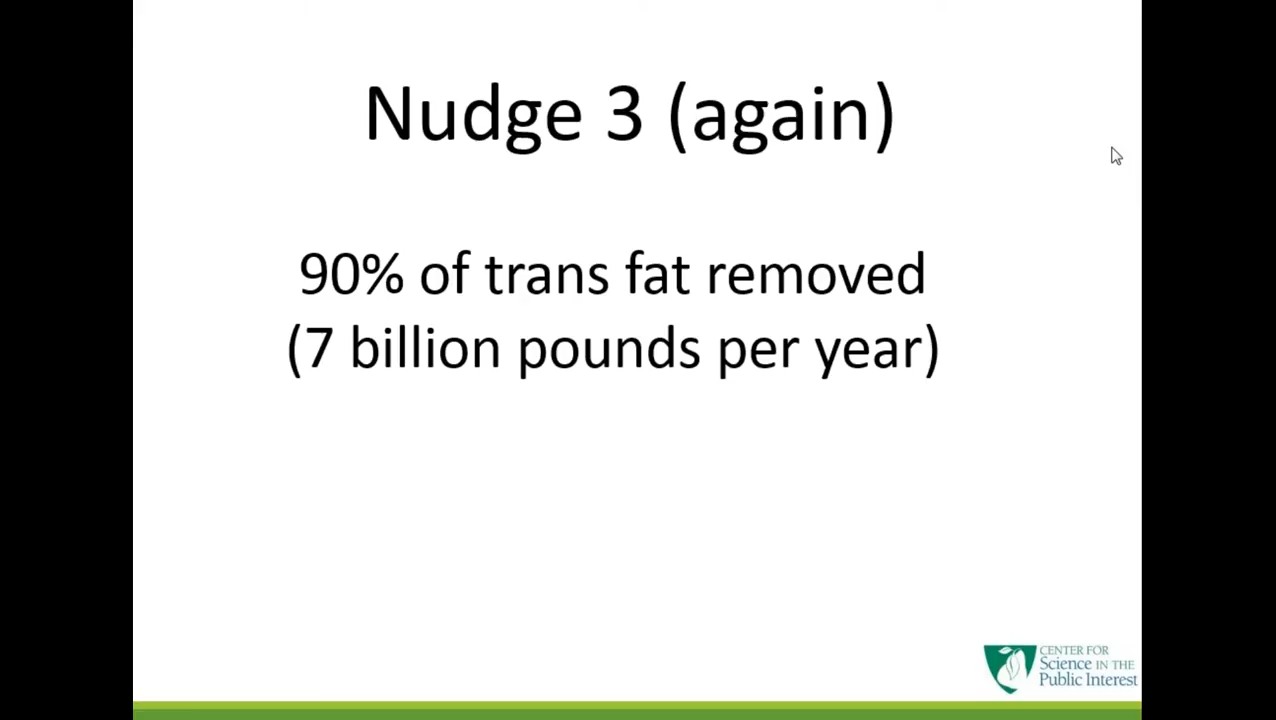 Nudge 3 (again)
90% of trans fat removed
(7 billion pounds per year)
CENTER FOR
Science IN THE
Public Interest